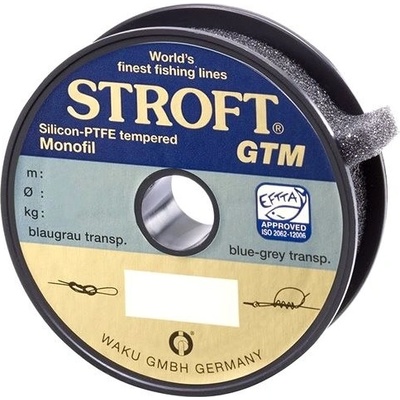 World's
finest fishing lines
STROFT®
GTM
Silicon-PTFE tempered
Monofil
m:
Ø:
kg:
blaugrau transp.
EFTTA
APPROVED
ISO 2062-12006
blue-grey transp.
WAKU GMBH GERMANY